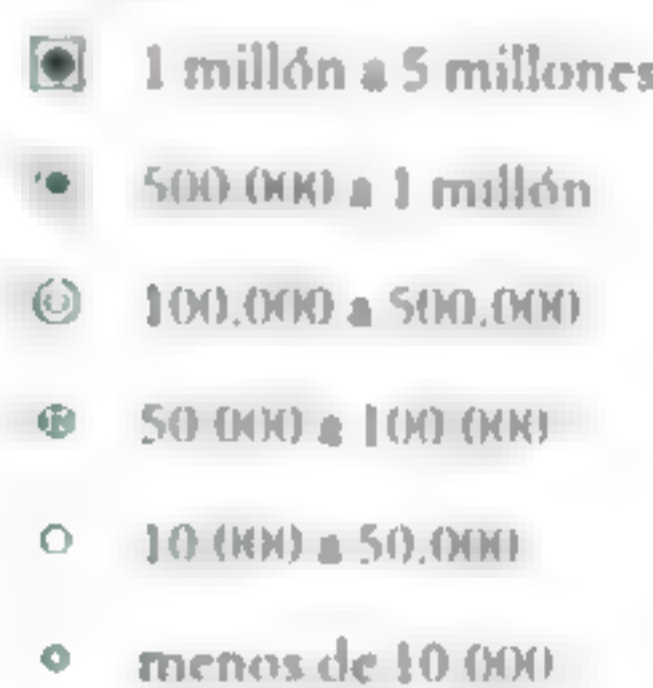 1 millón a 5 millones
500 000 a 1 millón
100.000 a 500.000
50 000 a 100 000
10 000 a 50.000
menos de 10 000